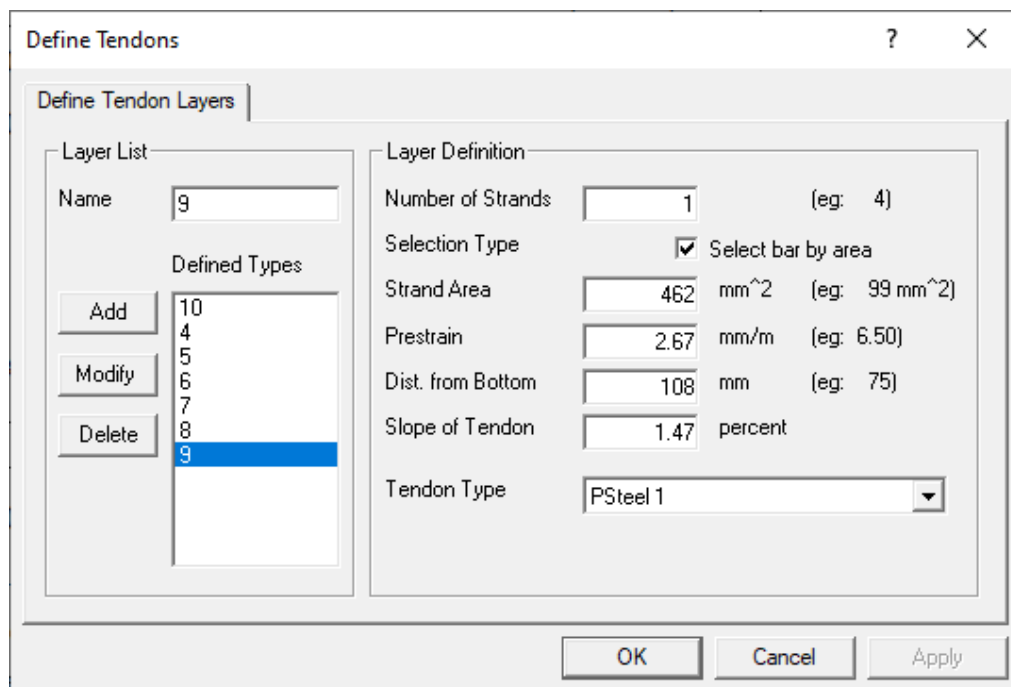 Define Tendons
Define Tendon Layers
Layer List
Name 9
Defined Types
10
4
5
6
7
8
9
Add
Modify
Delete
Layer Definition
Number of Strands 1 (eg: 4)
Selection Type Select bar by area
Strand Area 462 mm^2 (eg: 99 mm^2)
Prestrain 2.67 mm/m (eg: 6.50)
Dist. from Bottom 108 mm (eg: 75)
Slope of Tendon 1.47 percent
Tendon Type PSteel 1
OK Cancel Apply